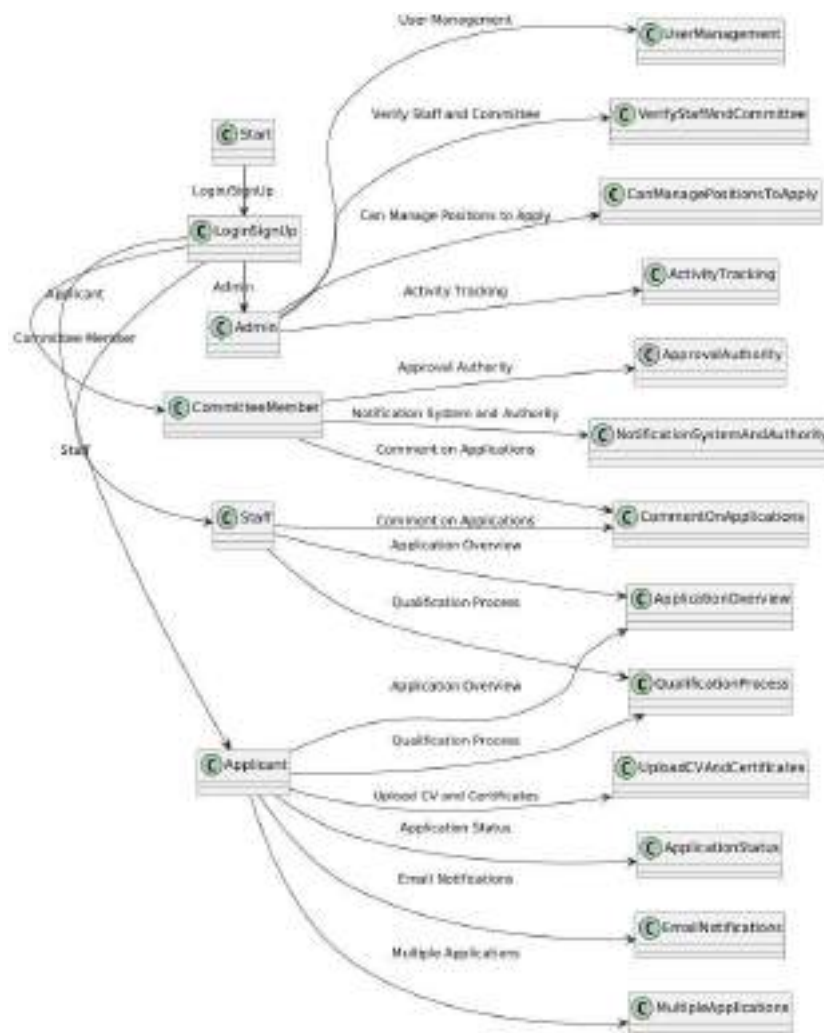 User Management
C UserManagement
Verify Staff and Committee
C VerifyStaffAndCommittee
C Start
Can Manage Positions to Apply
C CanManagePositionsToApply
Login/SignUp
C LoginSignUp
Activity Tracking
C ActivityTracking
Admin
Applicant
C Admin
Committee Member
Approval Authority
C ApprovalAuthority
C CommitteeMember
Notification System and Authority
C NotificationSystemAndAuthority
Comment on Applications
Staff
C Staff
Comment on Applications
C CommentOnApplications
Application Overview
Qualification Process
C ApplicationOverview
Application Overview
C QualificationProcess
Qualification Process
C Applicant
Upload CV and Certificates
C UploadCVAndCertificates
Application Status
C ApplicationStatus
Email Notifications
C EmailNotifications
Multiple Applications
C MultipleApplications